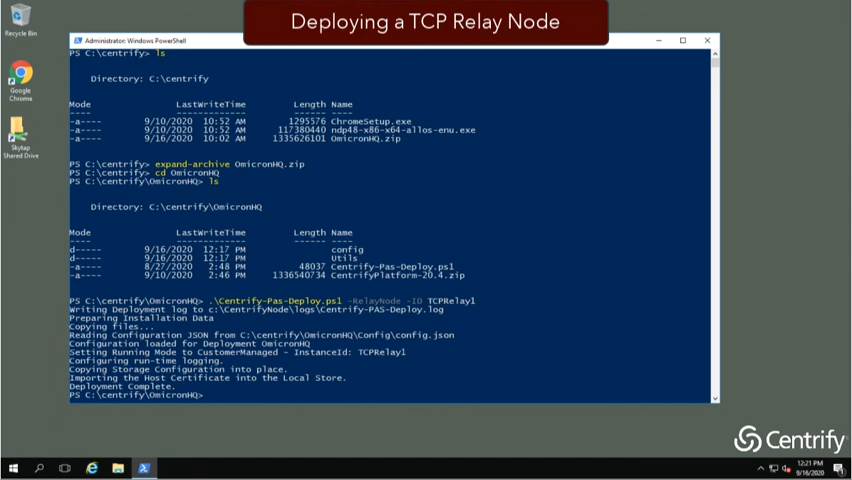 Deploying a TCP Relay Node
Recycle Bin
Google
Chrome
Skytap
Shared Drive
Administrator: Windows PowerShell
PS C:\centrify> ls
Directory: C:\centrify
Mode LastWriteTime Length Name
---- ------------- ------ ----
-a---- 9/10/2020 10:52 AM 1295576 ChromeSetup.exe
-a---- 9/10/2020 10:52 AM 117380440 ndp48-x86-x64-allos-enu.exe
-a---- 9/16/2020 10:02 AM 1335626101 OmicronHQ.zip
PS C:\centrify> expand-archive OmicronHQ.zip
PS C:\centrify> cd OmicronHQ
PS C:\centrify\OmicronHQ> ls
Directory: C:\centrify\OmicronHQ
Mode LastWriteTime Length Name
---- ------------- ------ ----
d----- 9/16/2020 12:17 PM config
d----- 9/16/2020 12:17 PM Utils
-a---- 8/27/2020 2:48 PM 48037 Centrify-Pas-Deploy.ps1
-a---- 9/10/2020 2:46 PM 1336540734 CentrifyPlatform-20.4.zip
PS C:\centrify\OmicronHQ> .\Centrify-Pas-Deploy.ps1 -RelayNode -ID TCPRelay1
Writing Deployment log to c:\CentrifyNode\logs\Centrify-PAS-Deploy.log
Preparing Installation Data
Copying files...
Reading Configuration JSON from C:\centrify\OmicronHQ\Config\config.json
Configuration loaded for Deployment OmicronHQ
Setting Running Mode to CustomerManaged - InstanceId: TCPRelay1
Configuring run-time logging.
Copying Storage Configuration into place.
Importing the Host Certificate into the Local Store.
Deployment Complete.
PS C:\centrify\OmicronHQ>
Centrify
12:21 PM
9/16/2020